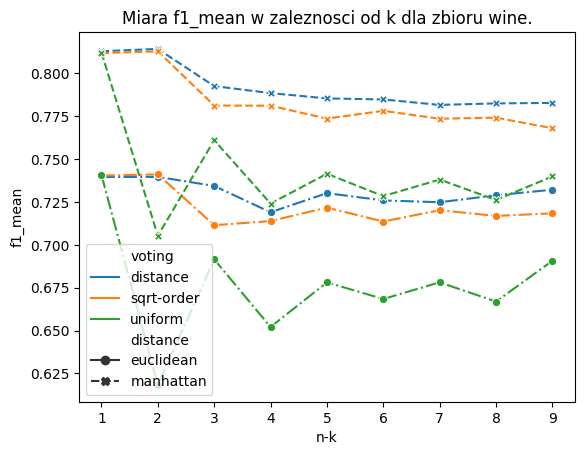 Miara f1_mean w zaleznosci od k dla zbioru wine.
f1_mean
0.800
0.775
0.750
0.725
0.700
0.675
0.650
0.625
voting
distance
sqrt-order
uniform
distance
euclidean
manhattan
1 2 3 4 5 6 7 8 9
n-k